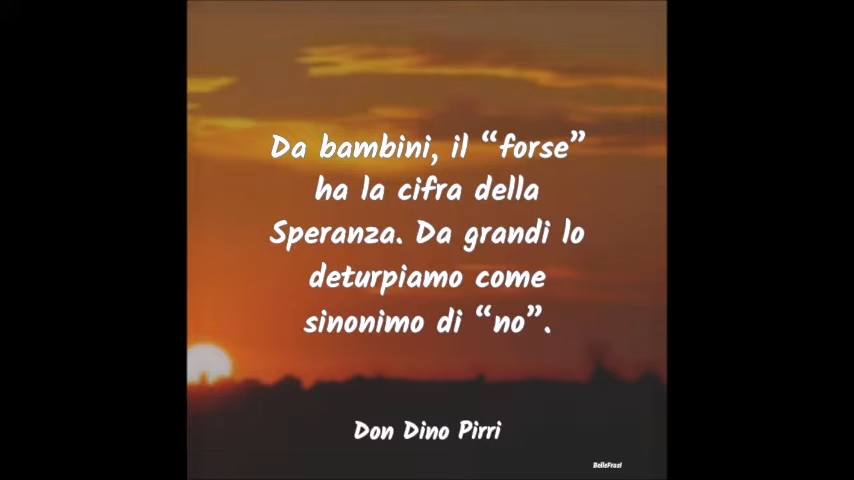 Da bambini, il “forse”
ha la cifra della
Speranza. Da grandi lo
deturpiamo come
sinonimo di “no”.
Don Dino Pirri
BelleFrasi